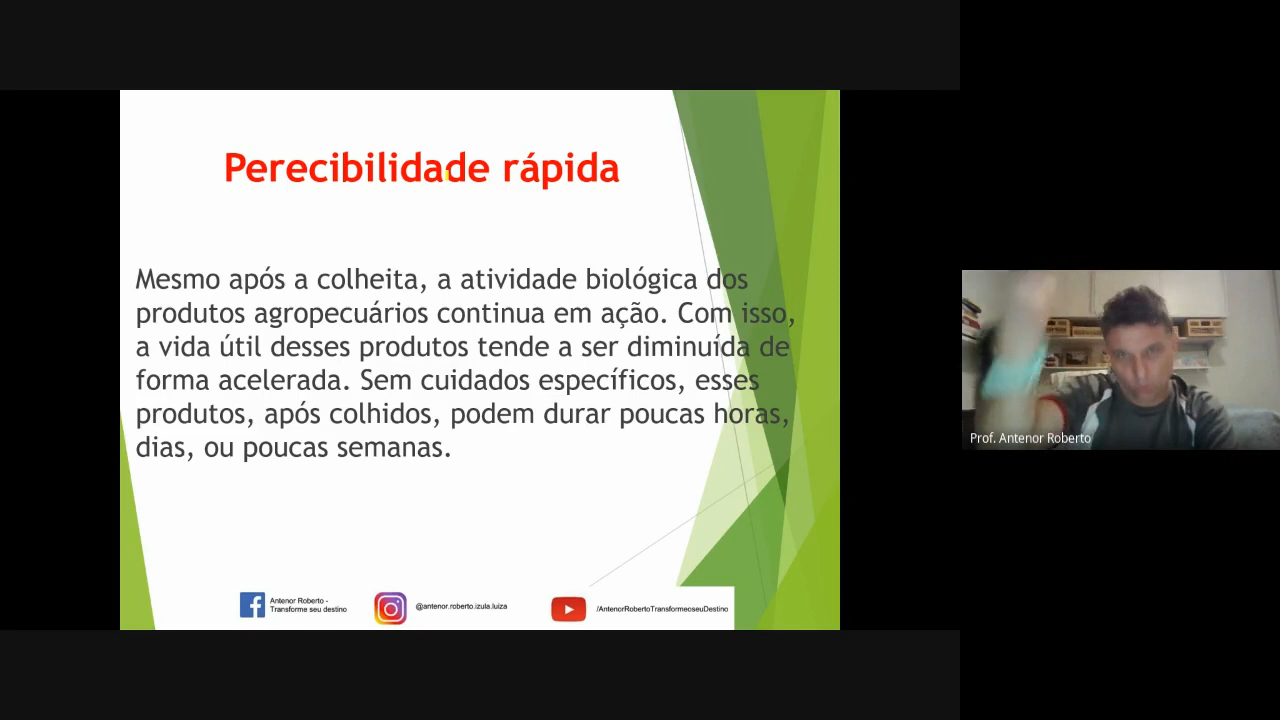 Perecibilidade rápida
Mesmo após a colheita, a atividade biológica dos
produtos agropecuários continua em ação. Com isso,
a vida útil desses produtos tende a ser diminuída de
forma acelerada. Sem cuidados específicos, esses
produtos, após colhidos, podem durar poucas horas,
dias, ou poucas semanas.
Antenor Roberto -
Transforme seu destino
@antenor.roberto.izula.luiza
/AntenorRobertoTransformeoseuDestino
Prof. Antenor Roberto